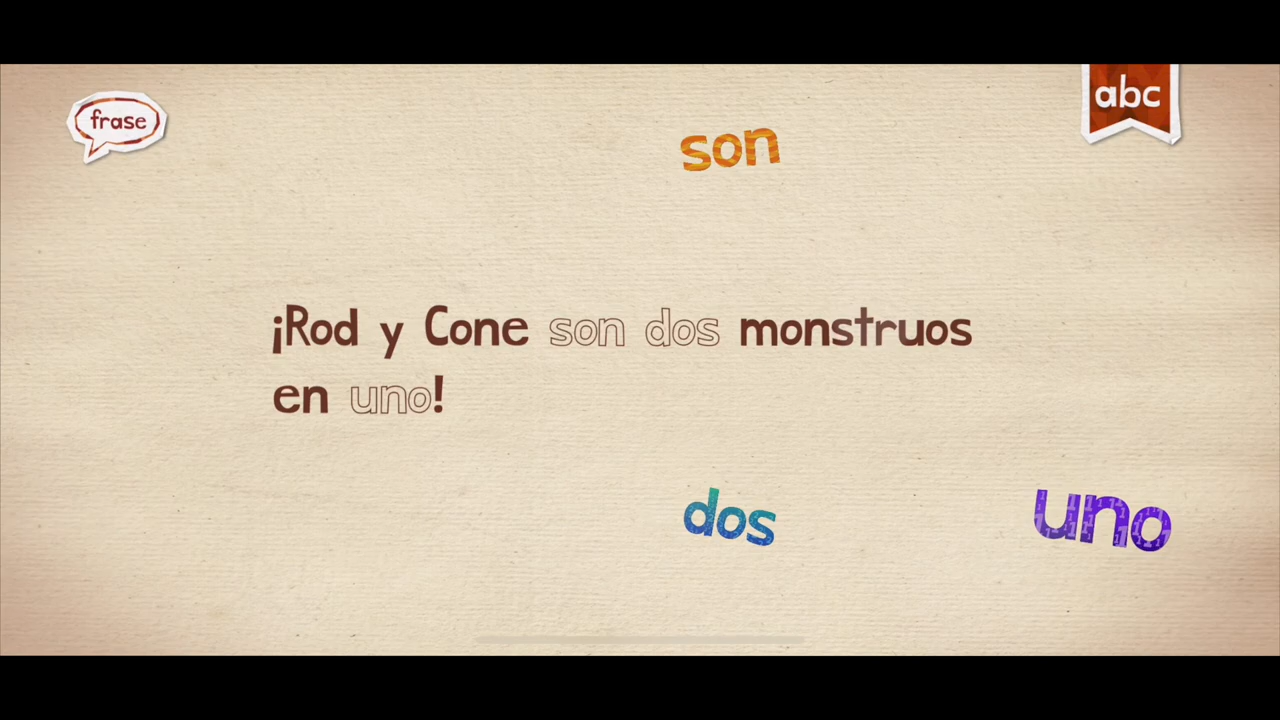 frase
abc
son
¡Rod y Cone son dos monstruos
en uno!
dos
uno